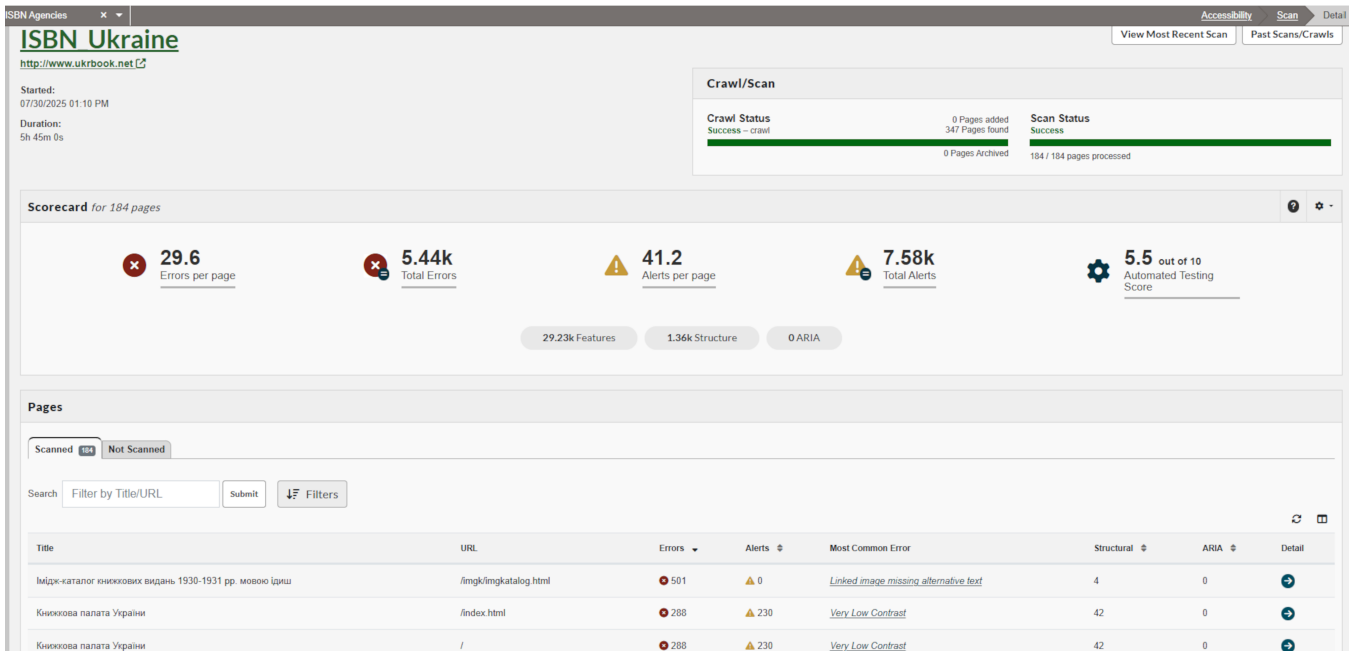 ISBN Agencies
Accessibility Scan Detail
ISBN_Ukraine
View Most Recent Scan Past Scans/Crawls
http://www.ukrbook.net
Started:
07/30/2025 01:10 PM
Duration:
5h 45m 0s
Crawl/Scan
Crawl Status
Success – crawl
0 Pages added
347 Pages found
0 Pages Archived
Scan Status
Success
184 / 184 pages processed
Scorecard for 184 pages
29.6
Errors per page
5.44k
Total Errors
41.2
Alerts per page
7.58k
Total Alerts
5.5 out of 10
Automated Testing
Score
29.23k Features 1.36k Structure 0 ARIA
Pages
Scanned 184 Not Scanned
Search Filter by Title/URL Submit Filters
Title URL Errors Alerts Most Common Error Structural ARIA Detail
Імідж-каталог книжкових видань 1930-1931 рр. мовою ідиш /imgk/imgkatalog.html 501 0 Linked image missing alternative text 4 0
Книжкова палата України /index.html 288 230 Very Low Contrast 42 0
Книжкова палата України / 288 230 Very Low Contrast 42 0